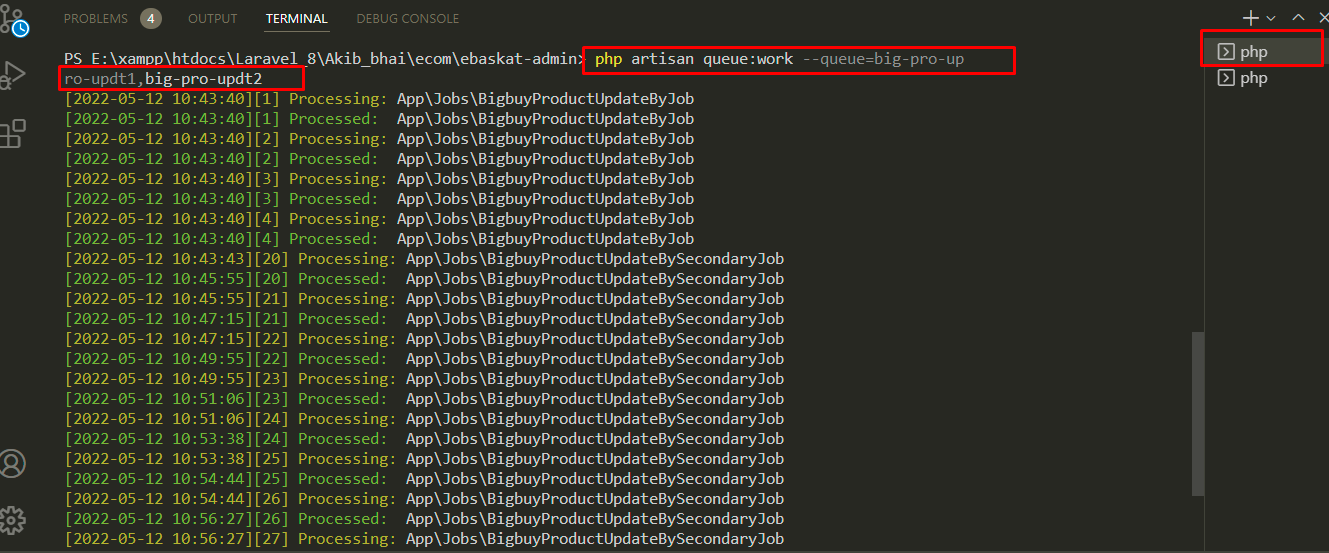 PROBLEMS 4 OUTPUT TERMINAL DEBUG CONSOLE
PS E:\xampp\htdocs\Laravel_8\Akib_bhai\ecom\ebaskat-admin> php artisan queue:work --queue=big-pro-up
ro-updt1,big-pro-updt2
[2022-05-12 10:43:40][1] Processing: App\Jobs\BigbuyProductUpdateByJob
[2022-05-12 10:43:40][1] Processed:  App\Jobs\BigbuyProductUpdateByJob
[2022-05-12 10:43:40][2] Processing: App\Jobs\BigbuyProductUpdateByJob
[2022-05-12 10:43:40][2] Processed:  App\Jobs\BigbuyProductUpdateByJob
[2022-05-12 10:43:40][3] Processing: App\Jobs\BigbuyProductUpdateByJob
[2022-05-12 10:43:40][3] Processed:  App\Jobs\BigbuyProductUpdateByJob
[2022-05-12 10:43:40][4] Processing: App\Jobs\BigbuyProductUpdateByJob
[2022-05-12 10:43:40][4] Processed:  App\Jobs\BigbuyProductUpdateByJob
[2022-05-12 10:43:43][20] Processing: App\Jobs\BigbuyProductUpdateBySecondaryJob
[2022-05-12 10:45:55][20] Processed:  App\Jobs\BigbuyProductUpdateBySecondaryJob
[2022-05-12 10:45:55][21] Processing: App\Jobs\BigbuyProductUpdateBySecondaryJob
[2022-05-12 10:47:15][21] Processed:  App\Jobs\BigbuyProductUpdateBySecondaryJob
[2022-05-12 10:47:15][22] Processing: App\Jobs\BigbuyProductUpdateBySecondaryJob
[2022-05-12 10:49:55][22] Processed:  App\Jobs\BigbuyProductUpdateBySecondaryJob
[2022-05-12 10:49:55][23] Processing: App\Jobs\BigbuyProductUpdateBySecondaryJob
[2022-05-12 10:51:06][23] Processed:  App\Jobs\BigbuyProductUpdateBySecondaryJob
[2022-05-12 10:51:06][24] Processing: App\Jobs\BigbuyProductUpdateBySecondaryJob
[2022-05-12 10:53:38][24] Processed:  App\Jobs\BigbuyProductUpdateBySecondaryJob
[2022-05-12 10:53:38][25] Processing: App\Jobs\BigbuyProductUpdateBySecondaryJob
[2022-05-12 10:54:44][25] Processed:  App\Jobs\BigbuyProductUpdateBySecondaryJob
[2022-05-12 10:54:44][26] Processing: App\Jobs\BigbuyProductUpdateBySecondaryJob
[2022-05-12 10:56:27][26] Processed:  App\Jobs\BigbuyProductUpdateBySecondaryJob
[2022-05-12 10:56:27][27] Processing: App\Jobs\BigbuyProductUpdateBySecondaryJob
php
php